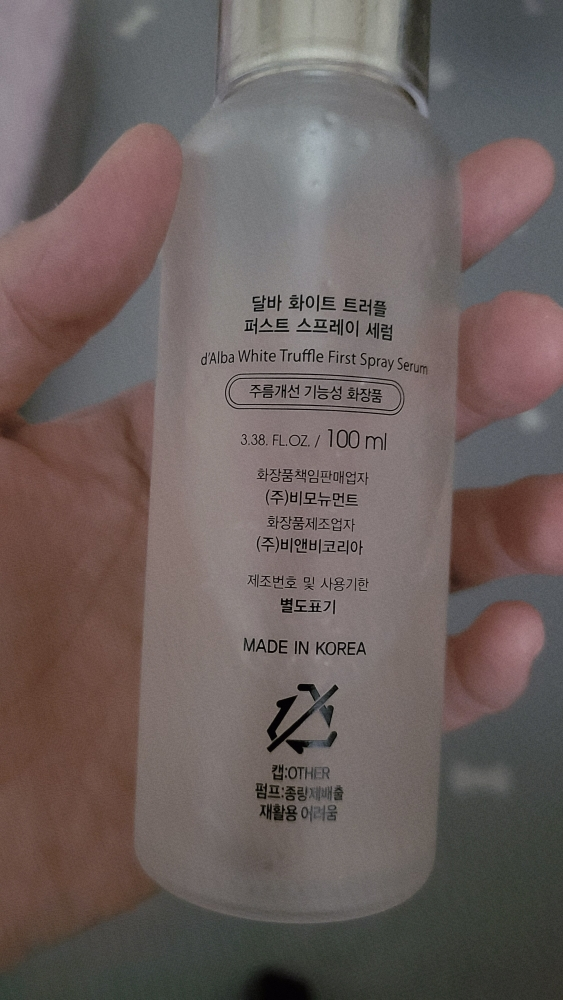 달바 화이트 트러플
퍼스트 스프레이 세럼
d'Alba White Truffle First Spray Serum
주름개선 기능성 화장품
3.38. FL.OZ. / 100 ml
화장품책임판매업자
(주)비모뉴먼트
화장품제조업자
(주)비앤비코리아
제조번호 및 사용기한
별도표기
MADE IN KOREA
캡:OTHER
펌프:종량제배출
재활용 어려움